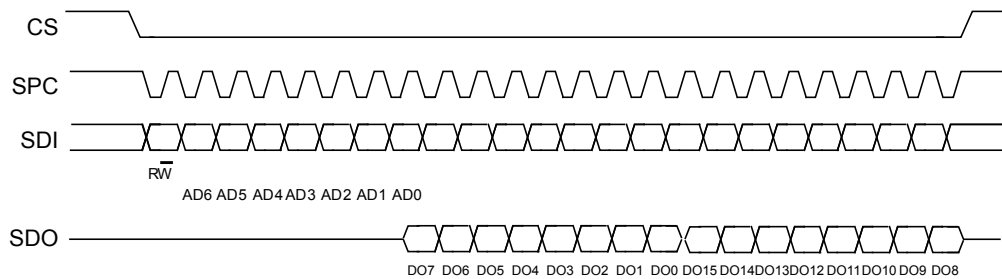 CS
SPC
SDI
RW
AD6 AD5 AD4 AD3 AD2 AD1 AD0
SDO
DO7 DO6 DO5 DO4 DO3 DO2 DO1 DO0 DO15 DO14 DO13 DO12 DO11 DO10 DO9 DO8